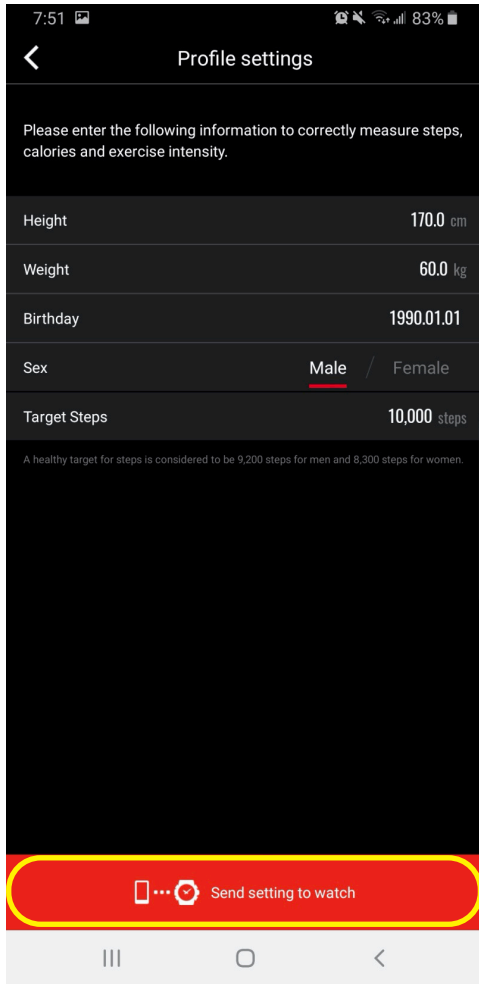 7:51 83%
Profile settings
Please enter the following information to correctly measure steps,
calories and exercise intensity.
Height 170.0 cm
Weight 60.0 kg
Birthday 1990.01.01
Sex Male / Female
Target Steps 10,000 steps
A healthy target for steps is considered to be 9,200 steps for men and 8,300 steps for women.
Send setting to watch